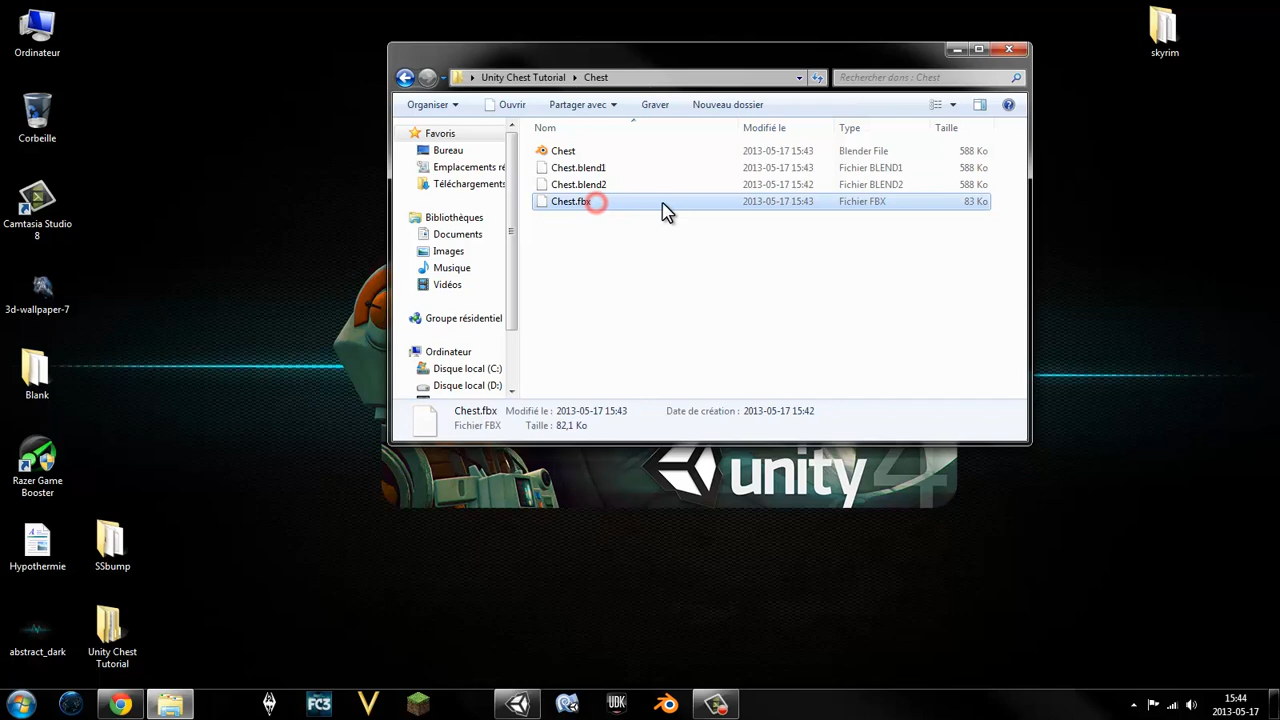 Ordinateur
Corbeille
Camtasia Studio
8
3d-wallpaper-7
Blank
Razer Game
Booster
Hypothermie
SSbump
abstract_dark
Unity Chest
Tutorial
skyrim
Unity Chest Tutorial
Chest
Rechercher dans : Chest
Organiser
Ouvrir
Partager avec
Graver
Nouveau dossier
Favoris
Bureau
Emplacements ré
Téléchargements
Bibliothèques
Documents
Images
Musique
Vidéos
Groupe résidentiel
Ordinateur
Disque local (C:)
Disque local (D:)
Nom Modifié le Type Taille
Chest 2013-05-17 15:43 Blender File 588 Ko
Chest.blend1 2013-05-17 15:43 Fichier BLEND1 588 Ko
Chest.blend2 2013-05-17 15:42 Fichier BLEND2 588 Ko
Chest.fbx 2013-05-17 15:43 Fichier FBX 83 Ko
Chest.fbx Modifié le : 2013-05-17 15:43 Date de création : 2013-05-17 15:42
Fichier FBX Taille : 82,1 Ko
unity 4
FC3
UDK
15:44
2013-05-17